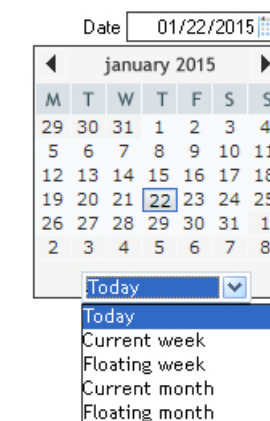 Date 01/22/2015
january 2015
M T W T F S S
29 30 31 1 2 3 4
5 6 7 8 9 10 11
12 13 14 15 16 17 18
19 20 21 22 23 24 25
26 27 28 29 30 31 1
2 3 4 5 6 7 8
Today
Today
Current week
Floating week
Current month
Floating month